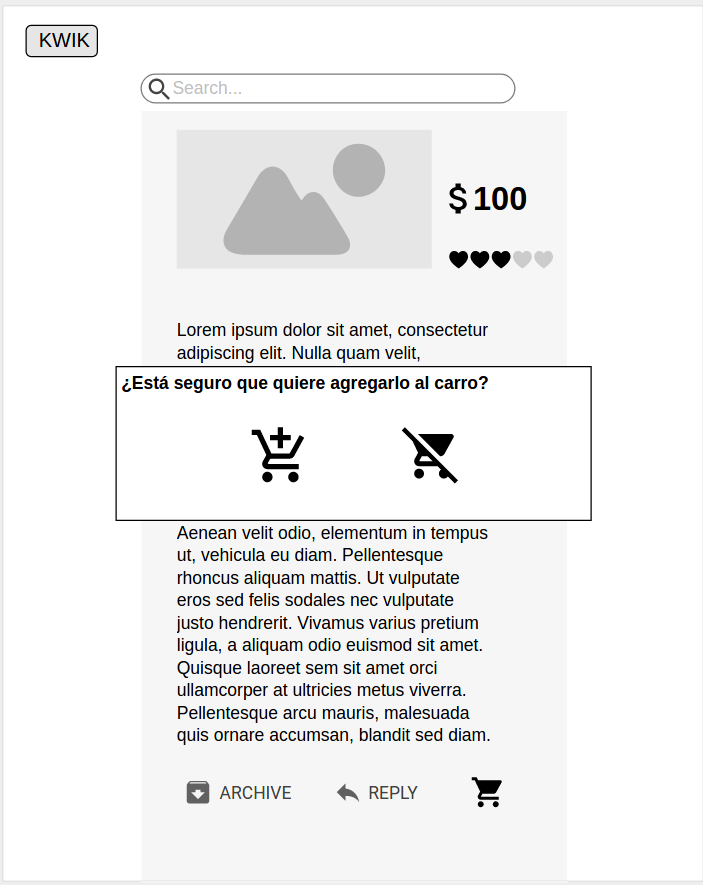 KWIK
Search...
$ 100
Lorem ipsum dolor sit amet, consectetur
adipiscing elit. Nulla quam velit,
¿Está seguro que quiere agregarlo al carro?
Aenean velit odio, elementum in tempus
ut, vehicula eu diam. Pellentesque
rhoncus aliquam mattis. Ut vulputate
eros sed felis sodales nec vulputate
justo hendrerit. Vivamus varius pretium
ligula, a aliquam odio euismod sit amet.
Quisque laoreet sem sit amet orci
ullamcorper at ultricies metus viverra.
Pellentesque arcu mauris, malesuada
quis ornare accumsan, blandit sed diam.
ARCHIVE REPLY